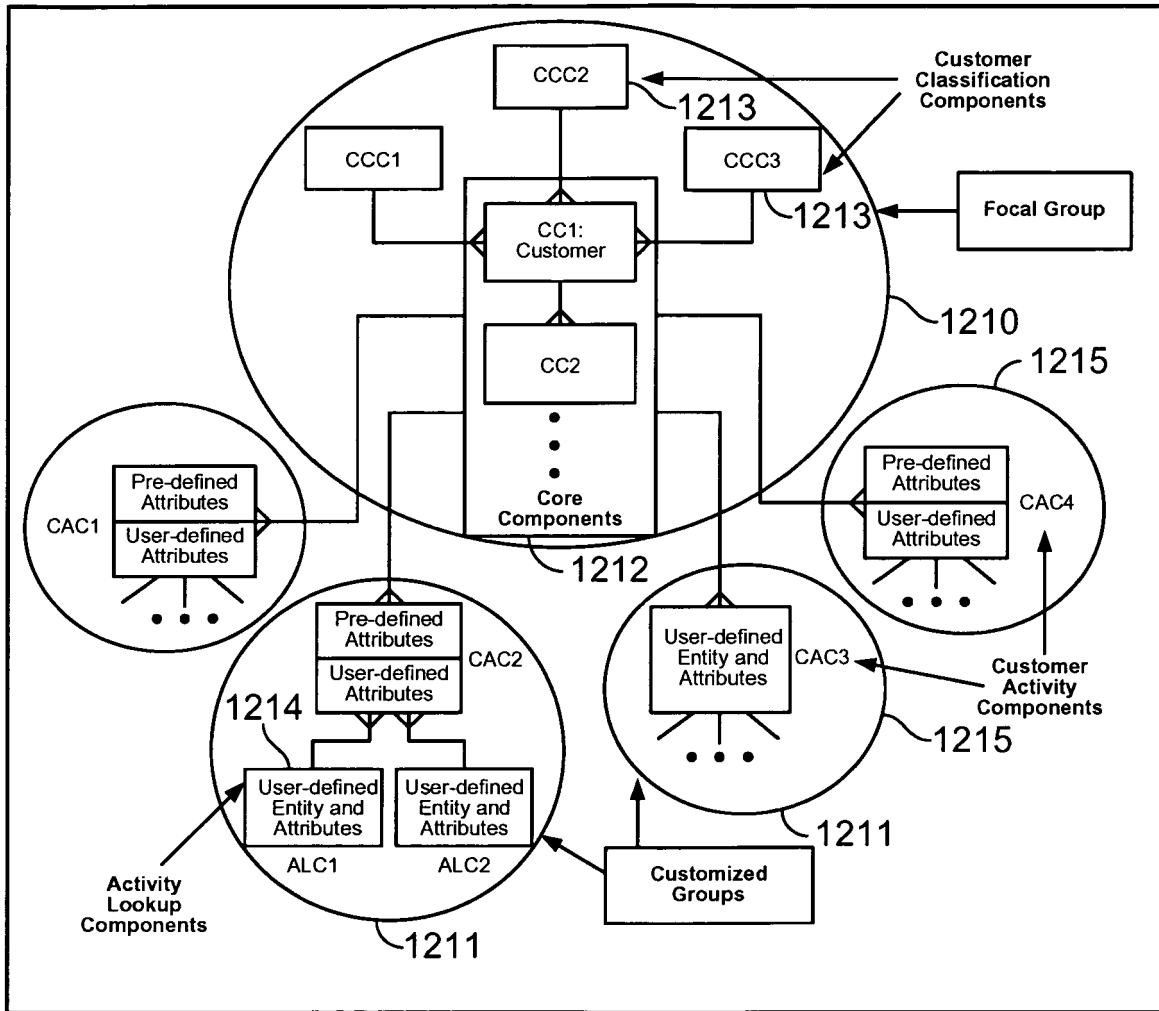 CCC2
Customer
Classification
Components
1213
CCC1
CCC3
1213
Focal Group
CC1:
Customer
1210
CC2
1215
Core
Components
Pre-defined
Attributes
User-defined
Attributes
CAC1
Pre-defined
Attributes
User-defined
Attributes
CAC4
1212
Pre-defined
Attributes
User-defined
Attributes
CAC2
User-defined
Entity and
Attributes
CAC3
Customer
Activity
Components
1214
1215
User-defined
Entity and
Attributes
User-defined
Entity and
Attributes
1211
ALC1
ALC2
Customized
Groups
Activity
Lookup
Components
1211